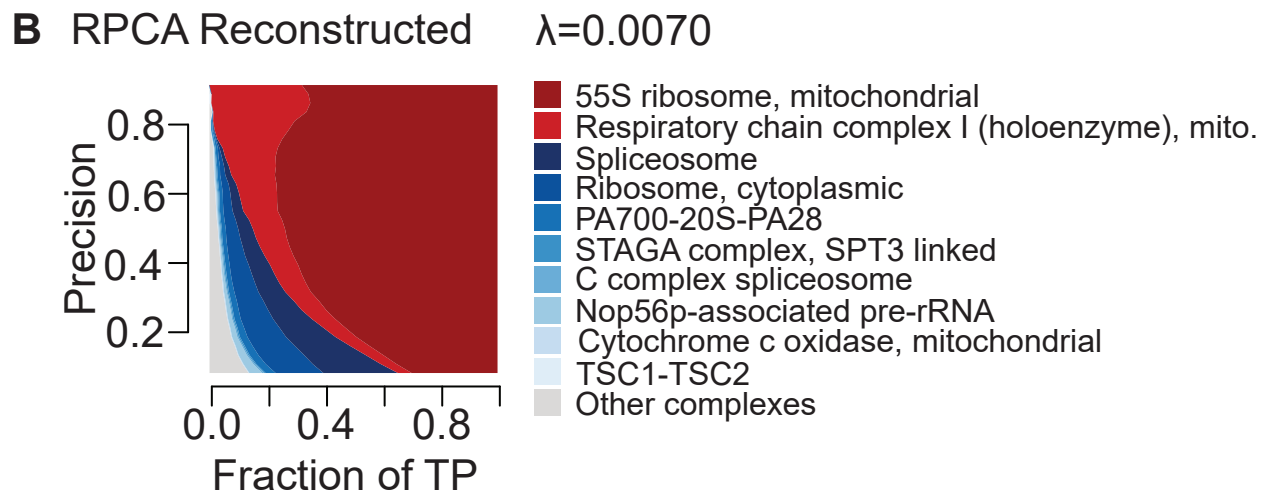 B RPCA Reconstructed λ=0.0070
Precision
0.8
0.6
0.4
0.2
0.0 0.4 0.8
Fraction of TP
55S ribosome, mitochondrial
Respiratory chain complex I (holoenzyme), mito.
Spliceosome
Ribosome, cytoplasmic
PA700-20S-PA28
STAGA complex, SPT3 linked
C complex spliceosome
Nop56p-associated pre-rRNA
Cytochrome c oxidase, mitochondrial
TSC1-TSC2
Other complexes